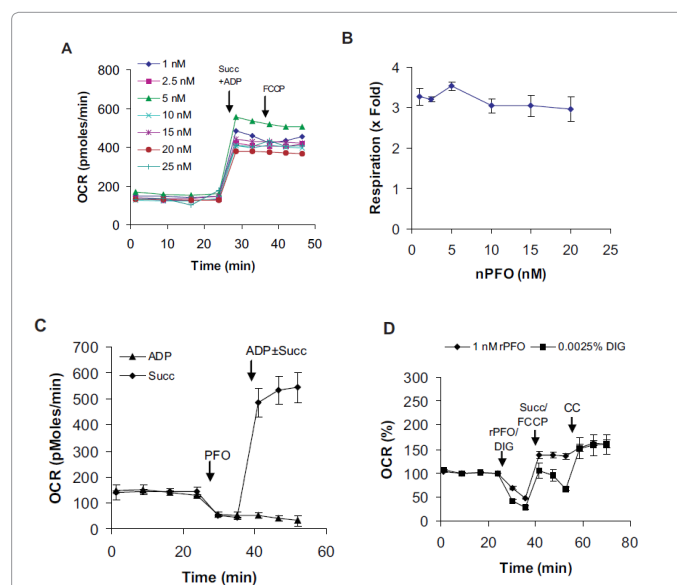 A
1 nM
2.5 nM
5 nM
10 nM
15 nM
20 nM
25 nM
Succ
+ADP
FCCP
OCR (pmoles/min)
800
600
400
200
0
0 10 20 30 40 50
Time (min)
B
Respiration (x Fold)
4
3
2
1
0
0 5 10 15 20 25
nPFO (nM)
C
ADP
Succ
ADP±Succ
PFO
OCR (pMoles/min)
700
600
500
400
300
200
100
0
0 20 40 60
Time (min)
D
1 nM rPFO 0.0025% DIG
Succ/
FCCP
CC
rPFO/
DIG
OCR (%)
300
250
200
150
100
50
0
0 10 20 30 40 50 60 70 80
Time (min)